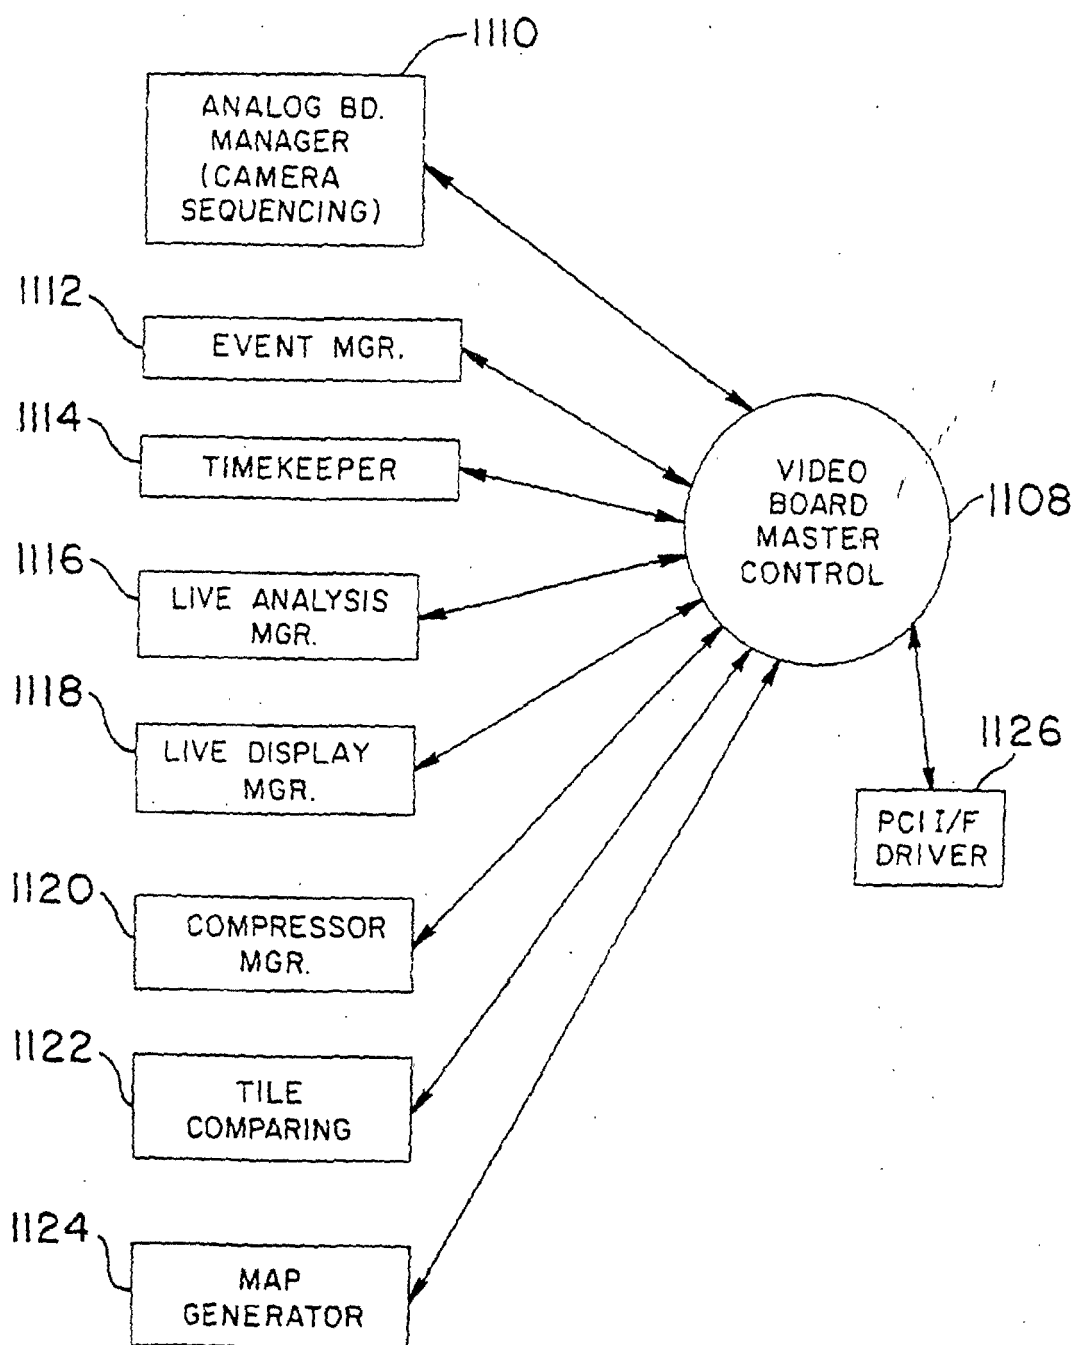 1110
ANALOG BD.
MANAGER
(CAMERA
SEQUENCING)
1112
EVENT MGR.
1114
TIMEKEEPER
1116
LIVE ANALYSIS
MGR.
1118
LIVE DISPLAY
MGR.
1120
COMPRESSOR
MGR.
1122
TILE
COMPARING
1124
MAP
GENERATOR
VIDEO
BOARD
MASTER
CONTROL
1108
1126
PCI I/F
DRIVER